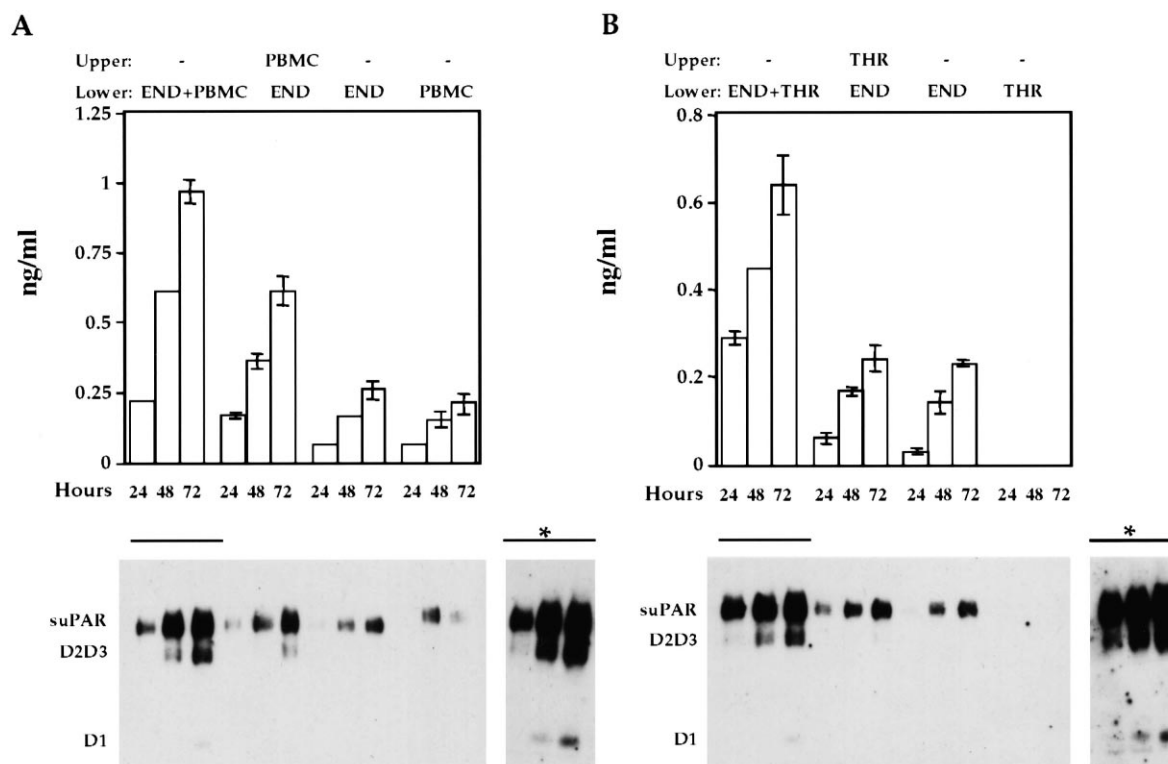 A
Upper: - PBMC - -
Lower: END+PBMC END END PBMC
1.25
1
0.75
0.5
0.25
0
ng/ml
Hours 24 48 72 24 48 72 24 48 72 24 48 72
*
suPAR
D2D3
D1
B
Upper: - THR - -
Lower: END+THR END END THR
0.8
0.6
0.4
0.2
0
ng/ml
Hours 24 48 72 24 48 72 24 48 72 24 48 72
*
suPAR
D2D3
D1